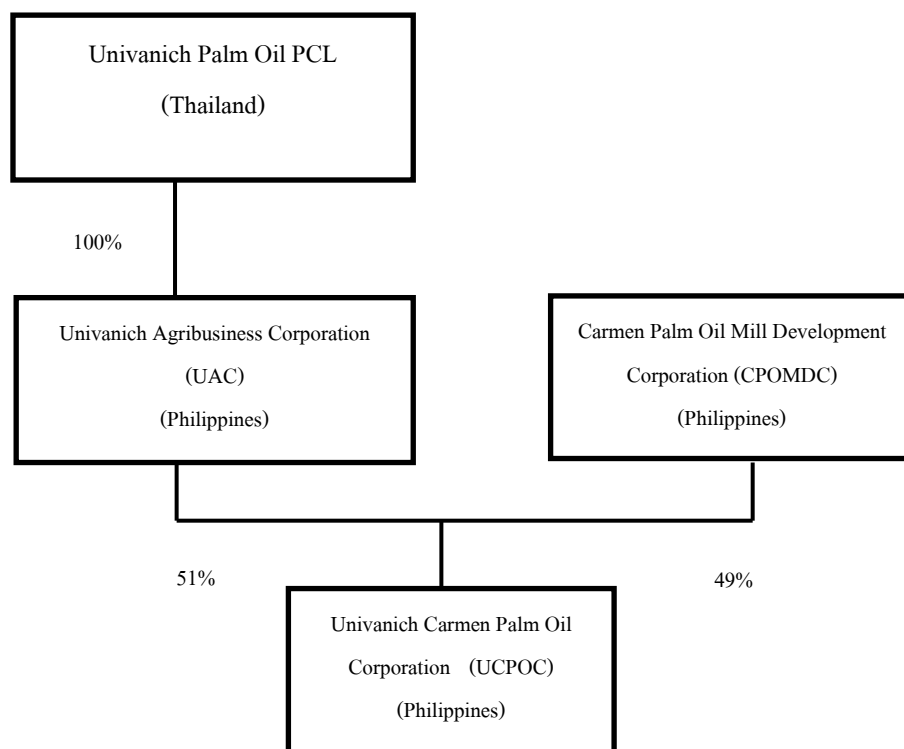 Univanich Palm Oil PCL
(Thailand)
100%
Univanich Agribusiness Corporation
(UAC)
(Philippines)
Carmen Palm Oil Mill Development
Corporation (CPOMDC)
(Philippines)
51%
49%
Univanich Carmen Palm Oil
Corporation (UCPOC)
(Philippines)